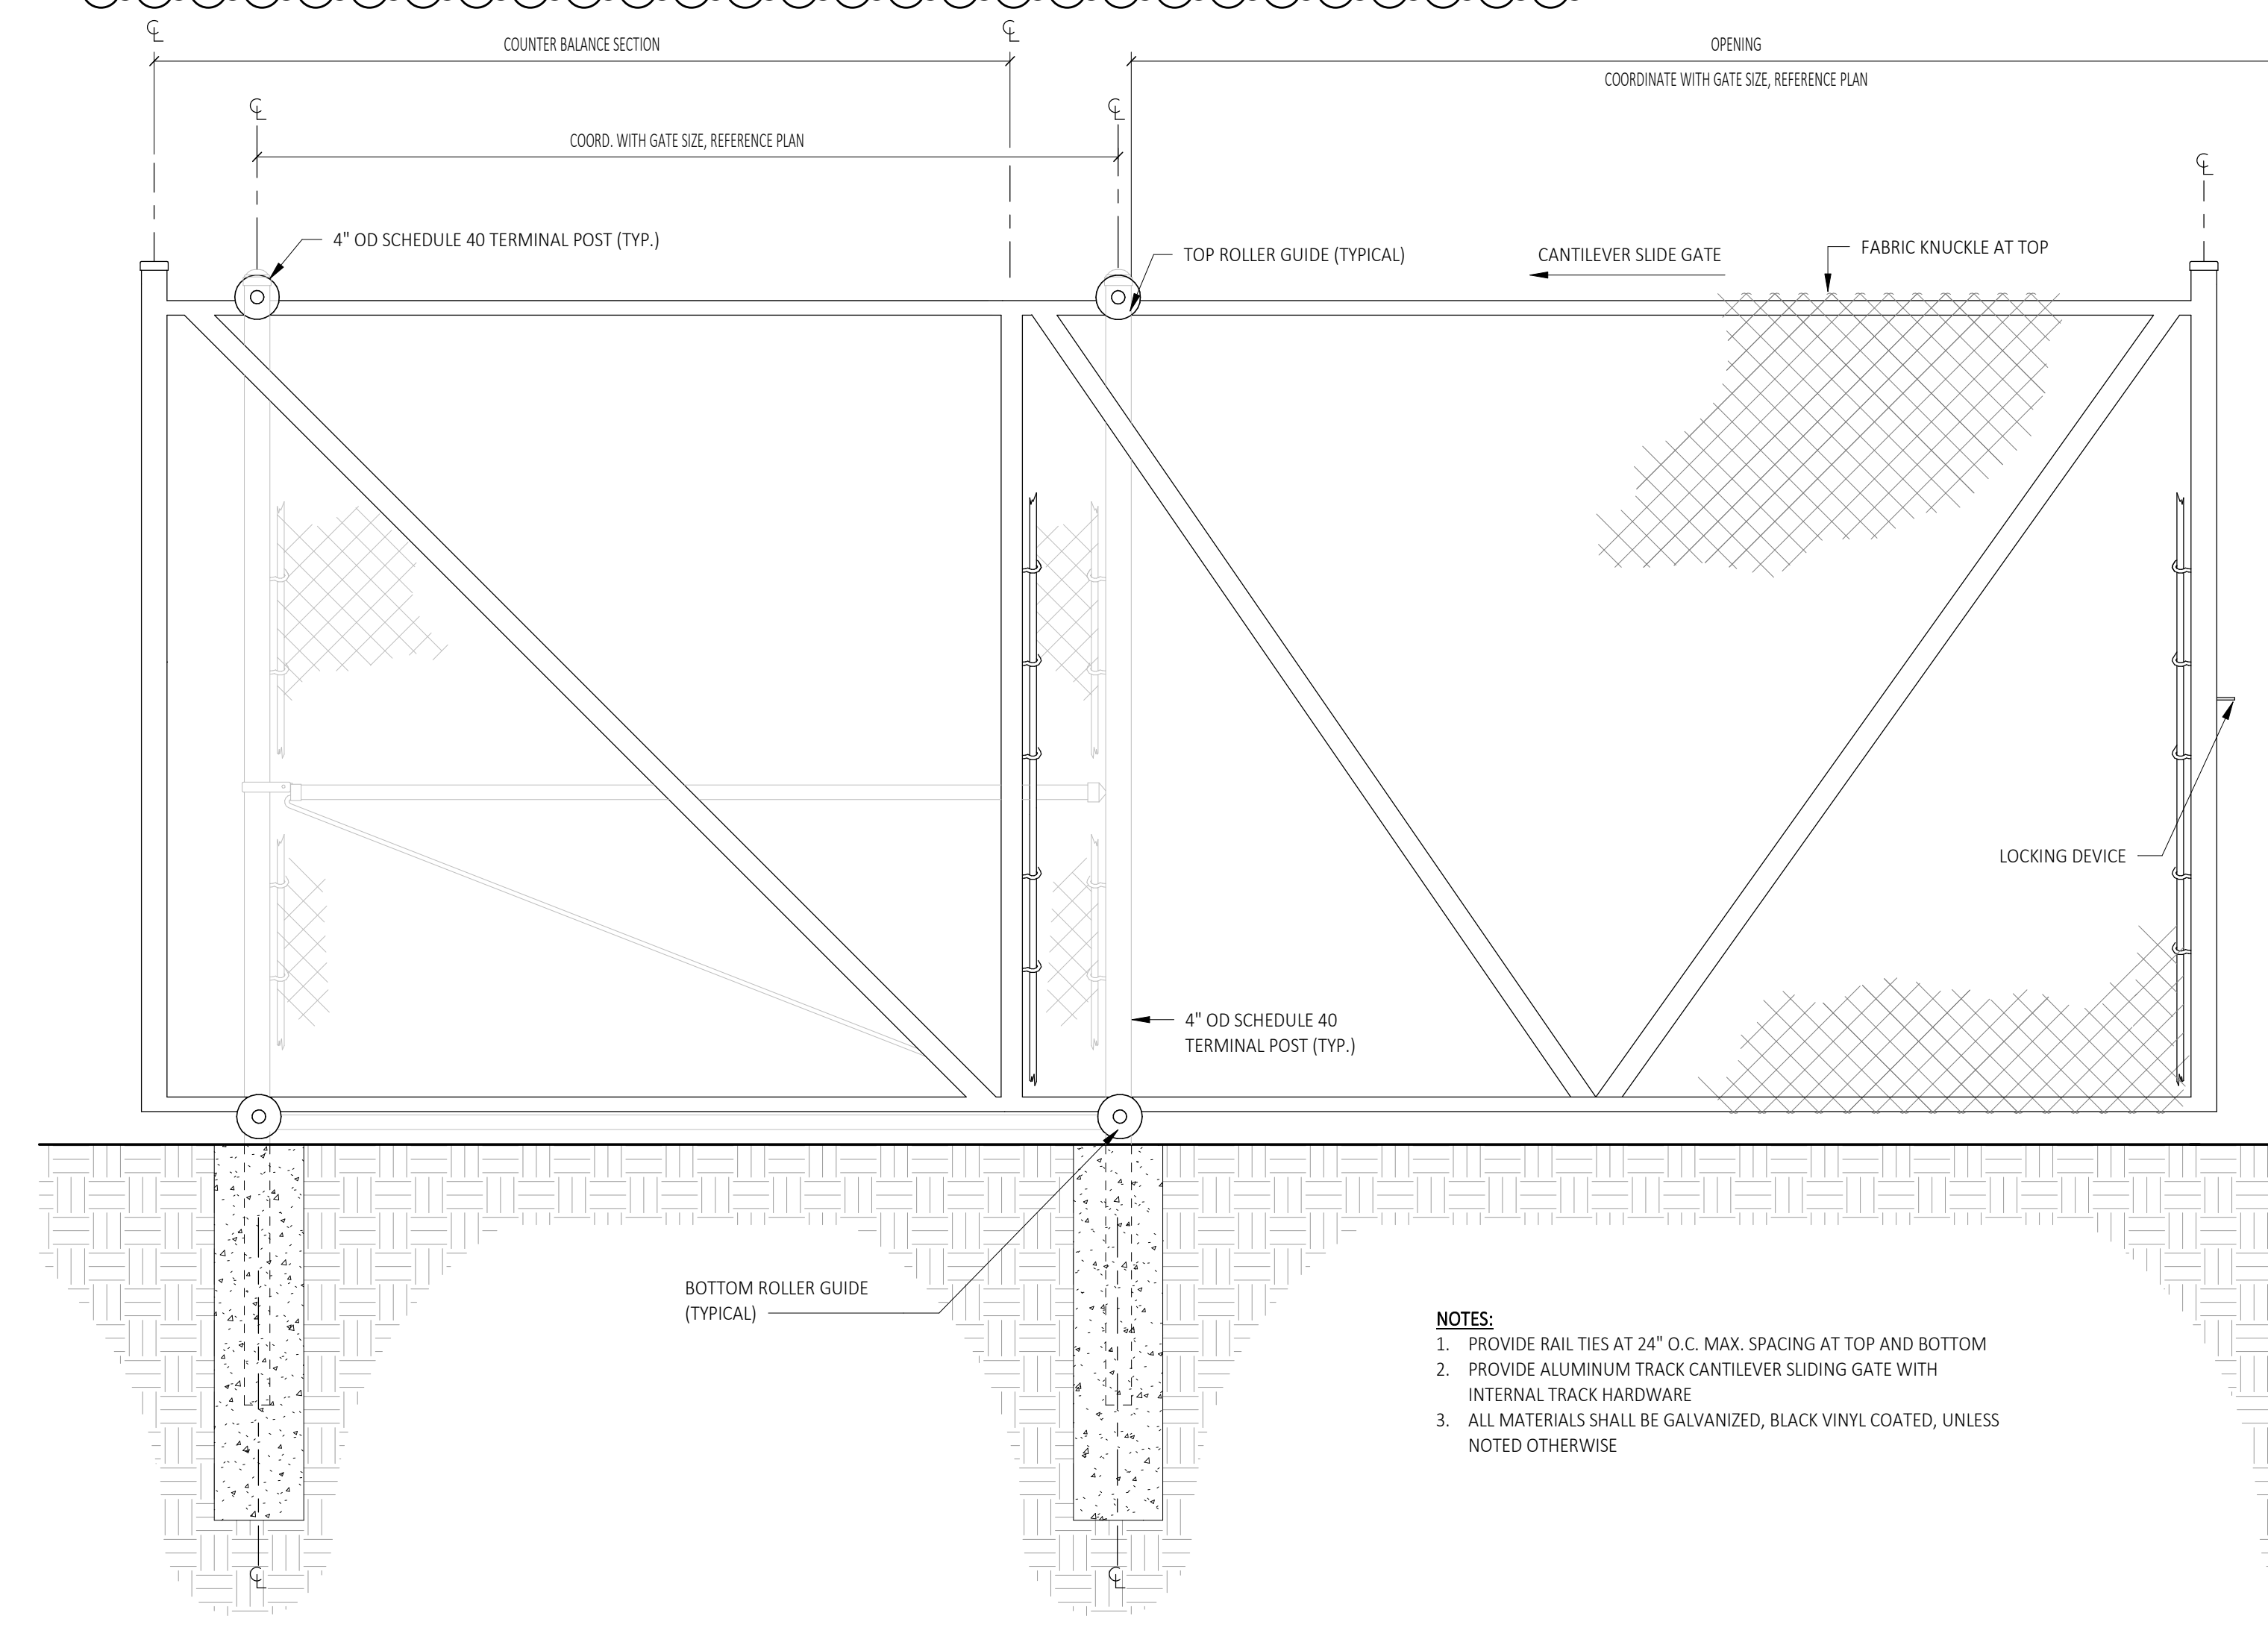 ℄
℄
COUNTER BALANCE SECTION
OPENING
COORDINATE WITH GATE SIZE, REFERENCE PLAN
℄
℄
COORD. WITH GATE SIZE, REFERENCE PLAN
℄
4" OD SCHEDULE 40 TERMINAL POST (TYP.)
TOP ROLLER GUIDE (TYPICAL)
CANTILEVER SLIDE GATE
FABRIC KNUCKLE AT TOP
LOCKING DEVICE
4" OD SCHEDULE 40
TERMINAL POST (TYP.)
BOTTOM ROLLER GUIDE
(TYPICAL)
NOTES:
1. PROVIDE RAIL TIES AT 24" O.C. MAX. SPACING AT TOP AND BOTTOM
2. PROVIDE ALUMINUM TRACK CANTILEVER SLIDING GATE WITH
INTERNAL TRACK HARDWARE
3. ALL MATERIALS SHALL BE GALVANIZED, BLACK VINYL COATED, UNLESS
NOTED OTHERWISE
℄
℄